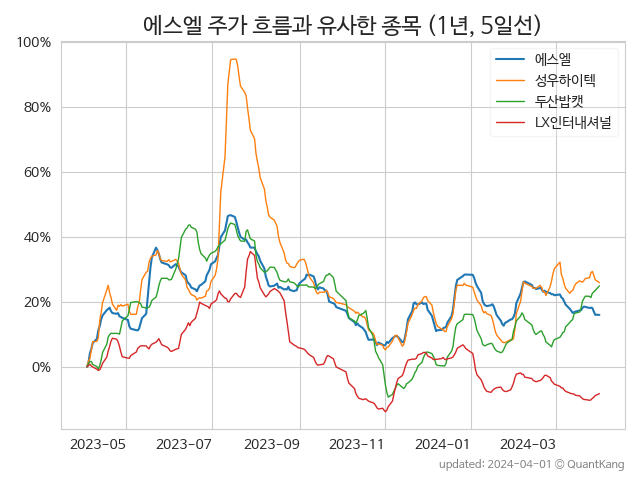 에스엘 주가 흐름과 유사한 종목 (1년, 5일선)
100%
80%
60%
40%
20%
0%
에스엘
성우하이텍
두산밥캣
LX인터내셔널
2023-05 2023-07 2023-09 2023-11 2024-01 2024-03
updated: 2024-04-01 © QuantKang